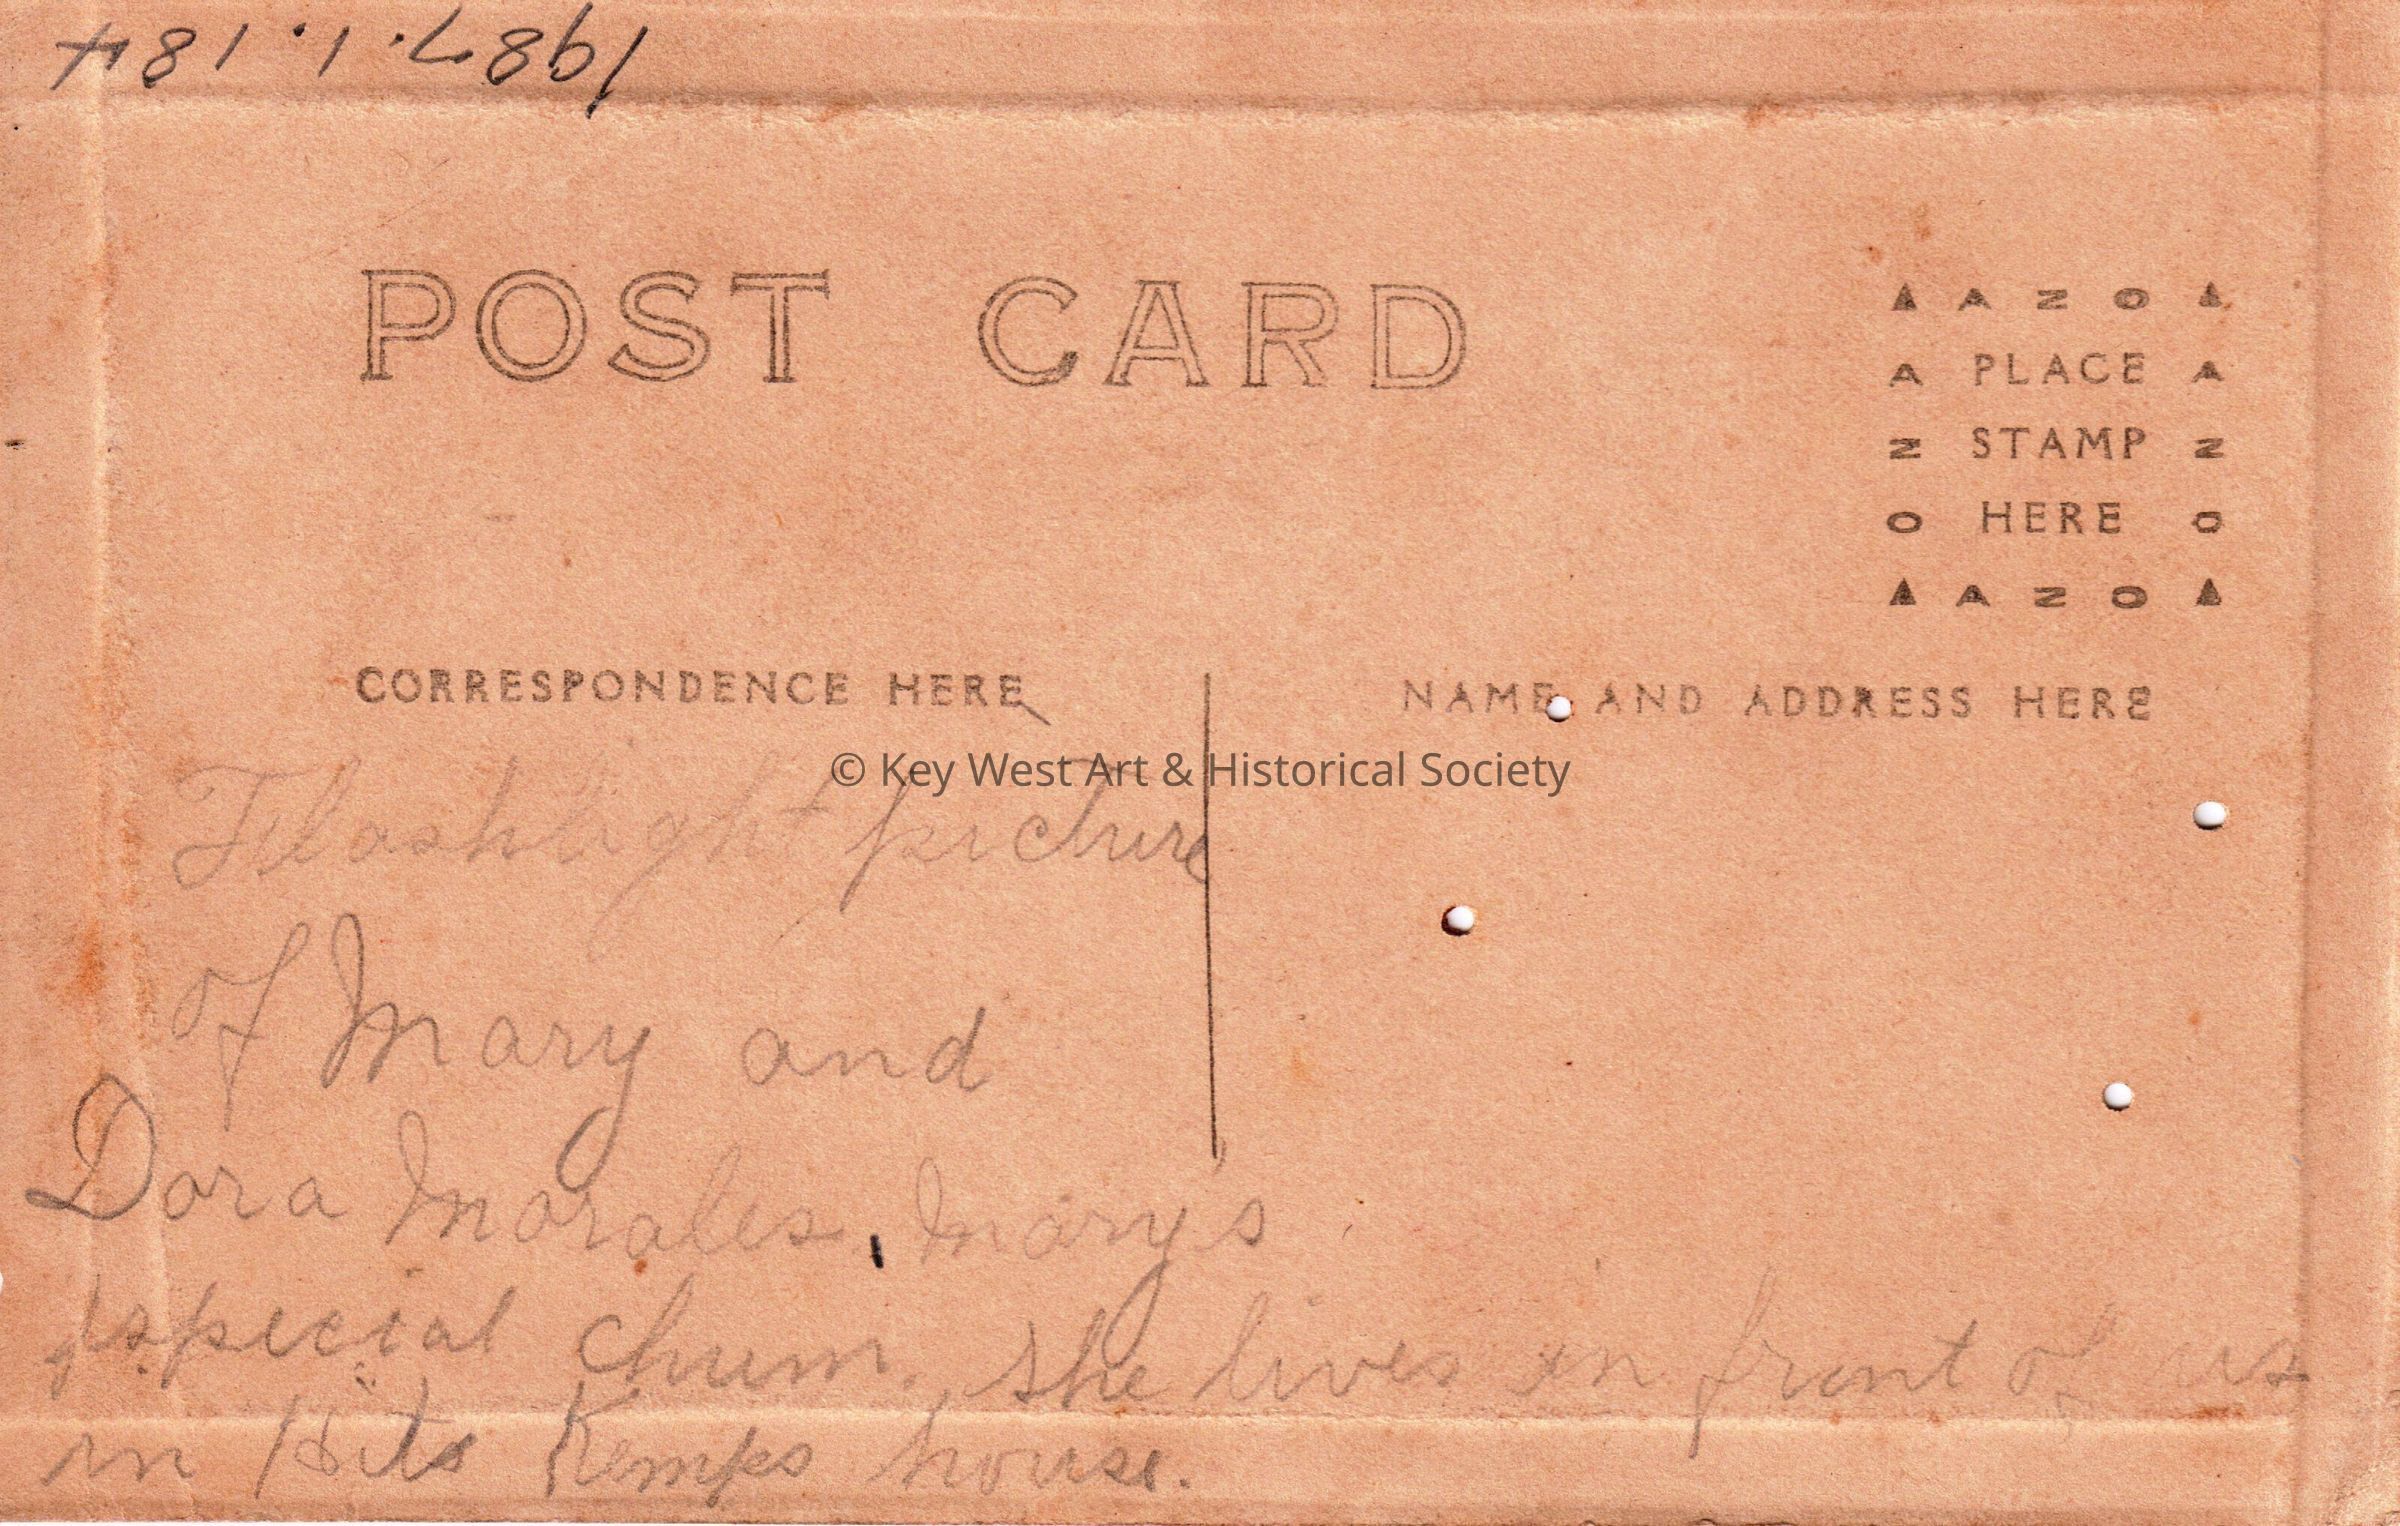 1987.1.184
POST CARD
▲ A N O ▲
A PLACE A
N STAMP N
O HERE O
▲ A N O ▲
CORRESPONDENCE HERE
NAME AND ADDRESS HERE
© Key West Art & Historical Society
Flashlight picture
of Mary and
Dora Morales, Mary's
special chum. She lives in front of us
in Kemps house.